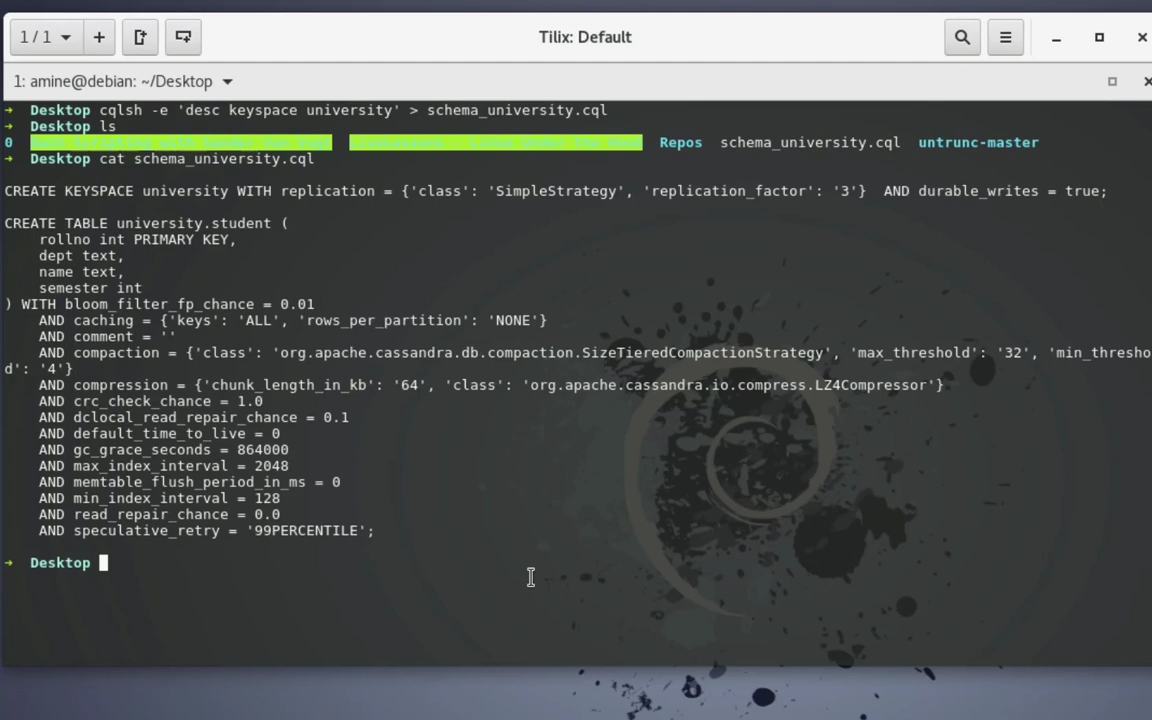 1 / 1
Tilix: Default
1: amine@debian: ~/Desktop
➜  Desktop cqlsh -e 'desc keyspace university' > schema_university.cql
➜  Desktop ls
0 Repos schema_university.cql untrunc-master
➜  Desktop cat schema_university.cql
CREATE KEYSPACE university WITH replication = {'class': 'SimpleStrategy', 'replication_factor': '3'}  AND durable_writes = true;
CREATE TABLE university.student (
    rollno int PRIMARY KEY,
    dept text,
    name text,
    semester int
) WITH bloom_filter_fp_chance = 0.01
    AND caching = {'keys': 'ALL', 'rows_per_partition': 'NONE'}
    AND comment = ''
    AND compaction = {'class': 'org.apache.cassandra.db.compaction.SizeTieredCompactionStrategy', 'max_threshold': '32', 'min_thresho
d': '4'}
    AND compression = {'chunk_length_in_kb': '64', 'class': 'org.apache.cassandra.io.compress.LZ4Compressor'}
    AND crc_check_chance = 1.0
    AND dclocal_read_repair_chance = 0.1
    AND default_time_to_live = 0
    AND gc_grace_seconds = 864000
    AND max_index_interval = 2048
    AND memtable_flush_period_in_ms = 0
    AND min_index_interval = 128
    AND read_repair_chance = 0.0
    AND speculative_retry = '99PERCENTILE';
➜  Desktop